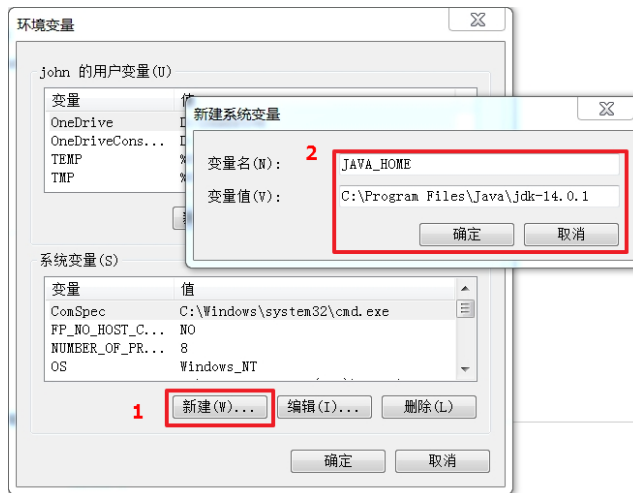 环境变量
john 的用户变量(U)
变量 值
OneDrive
OneDriveCons...
TEMP
TMP
新建系统变量
2
变量名(N): JAVA_HOME
变量值(V): C:\Program Files\Java\jdk-14.0.1
确定 取消
系统变量(S)
变量 值
ComSpec C:\Windows\system32\cmd.exe
FP_NO_HOST_C... NO
NUMBER_OF_PR... 8
OS Windows_NT
1 新建(W)... 编辑(I)... 删除(L)
确定 取消